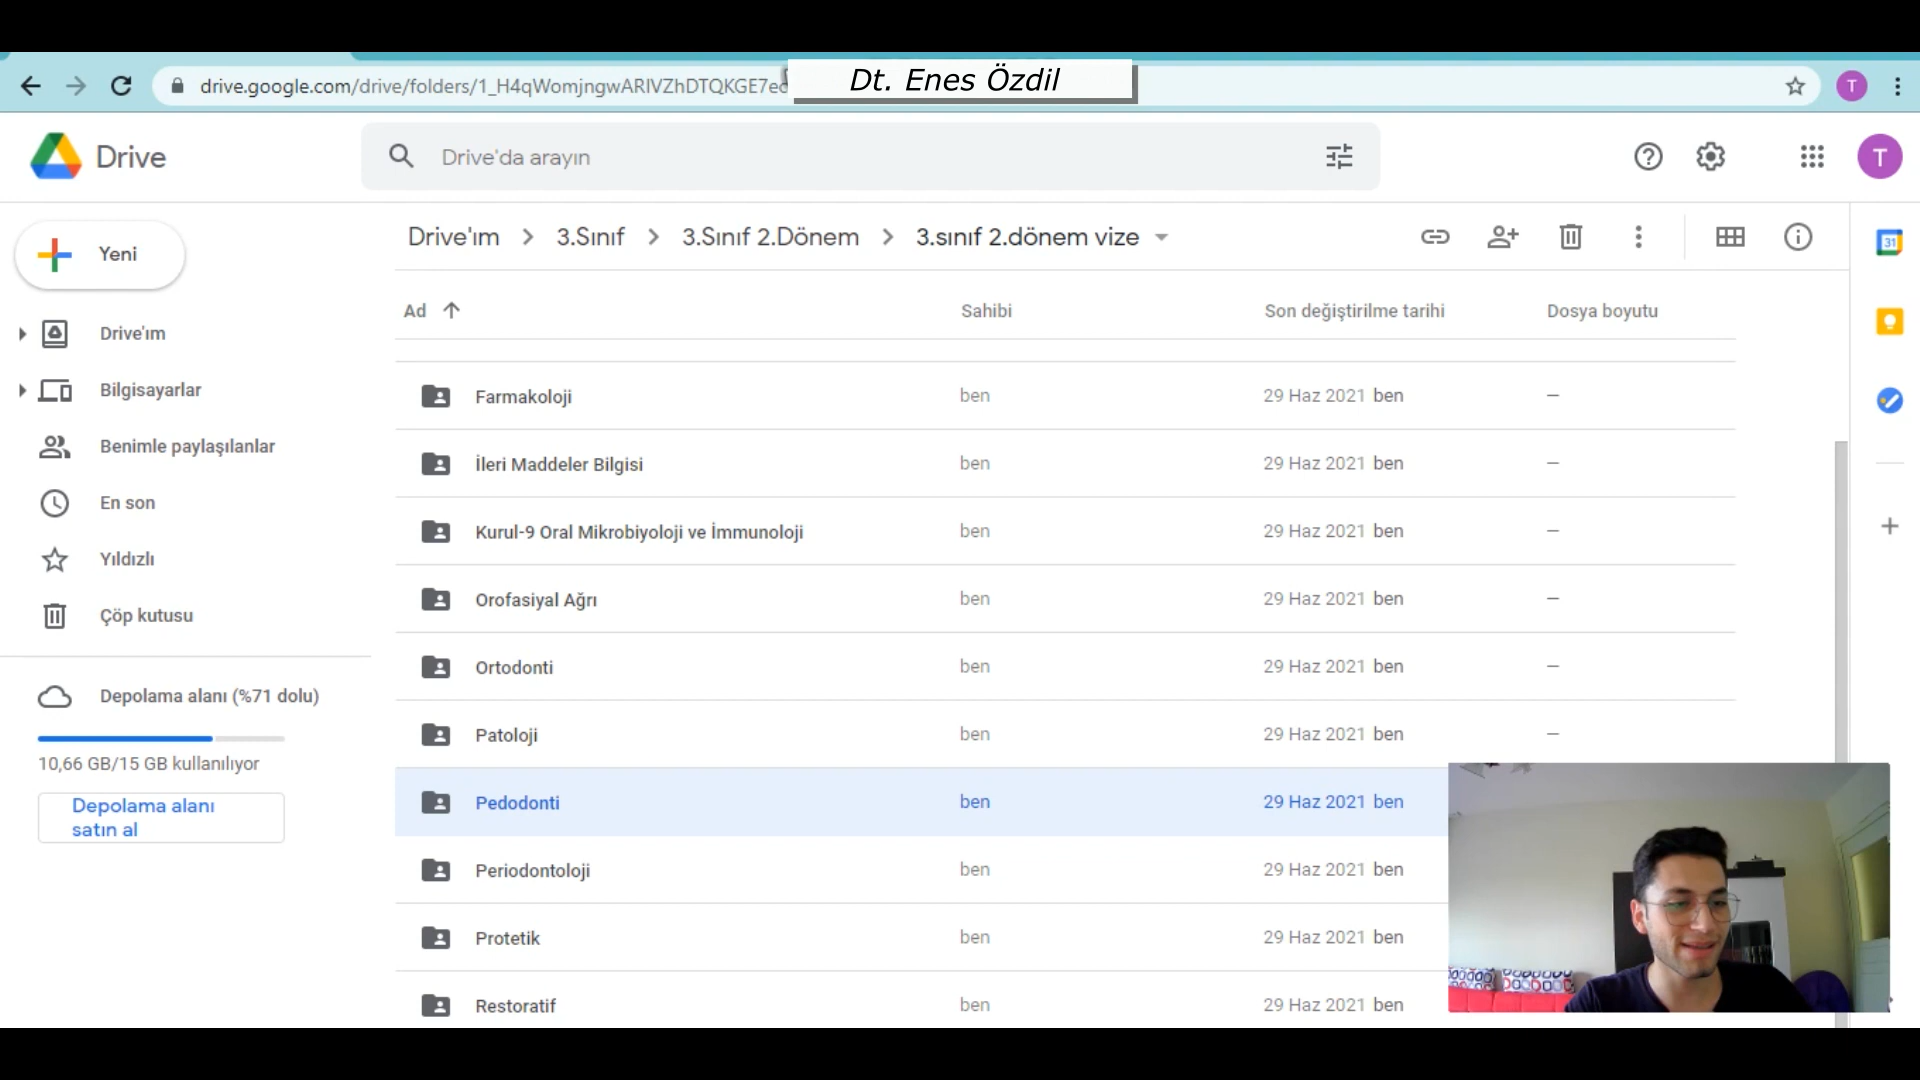 drive.google.com/drive/folders/1_H4qWomjngwARIVZhDTQKGE7e
Dt. Enes Özdil
T
Drive
Drive'da arayın
T
Yeni
Drive'ım
Bilgisayarlar
Benimle paylaşılanlar
En son
Yıldızlı
Çöp kutusu
Depolama alanı (%71 dolu)
10,66 GB/15 GB kullanılıyor
Depolama alanı
satın al
Drive'ım > 3.Sınıf > 3.Sınıf 2.Dönem > 3.sınıf 2.dönem vize
Ad Sahibi Son değiştirilme tarihi Dosya boyutu
Farmakoloji ben 29 Haz 2021 ben —
İleri Maddeler Bilgisi ben 29 Haz 2021 ben —
Kurul-9 Oral Mikrobiyoloji ve İmmunoloji ben 29 Haz 2021 ben —
Orofasiyal Ağrı ben 29 Haz 2021 ben —
Ortodonti ben 29 Haz 2021 ben —
Patoloji ben 29 Haz 2021 ben —
Pedodonti ben 29 Haz 2021 ben
Periodontoloji ben 29 Haz 2021 ben
Protetik ben 29 Haz 2021 ben
Restoratif ben 29 Haz 2021 ben
31